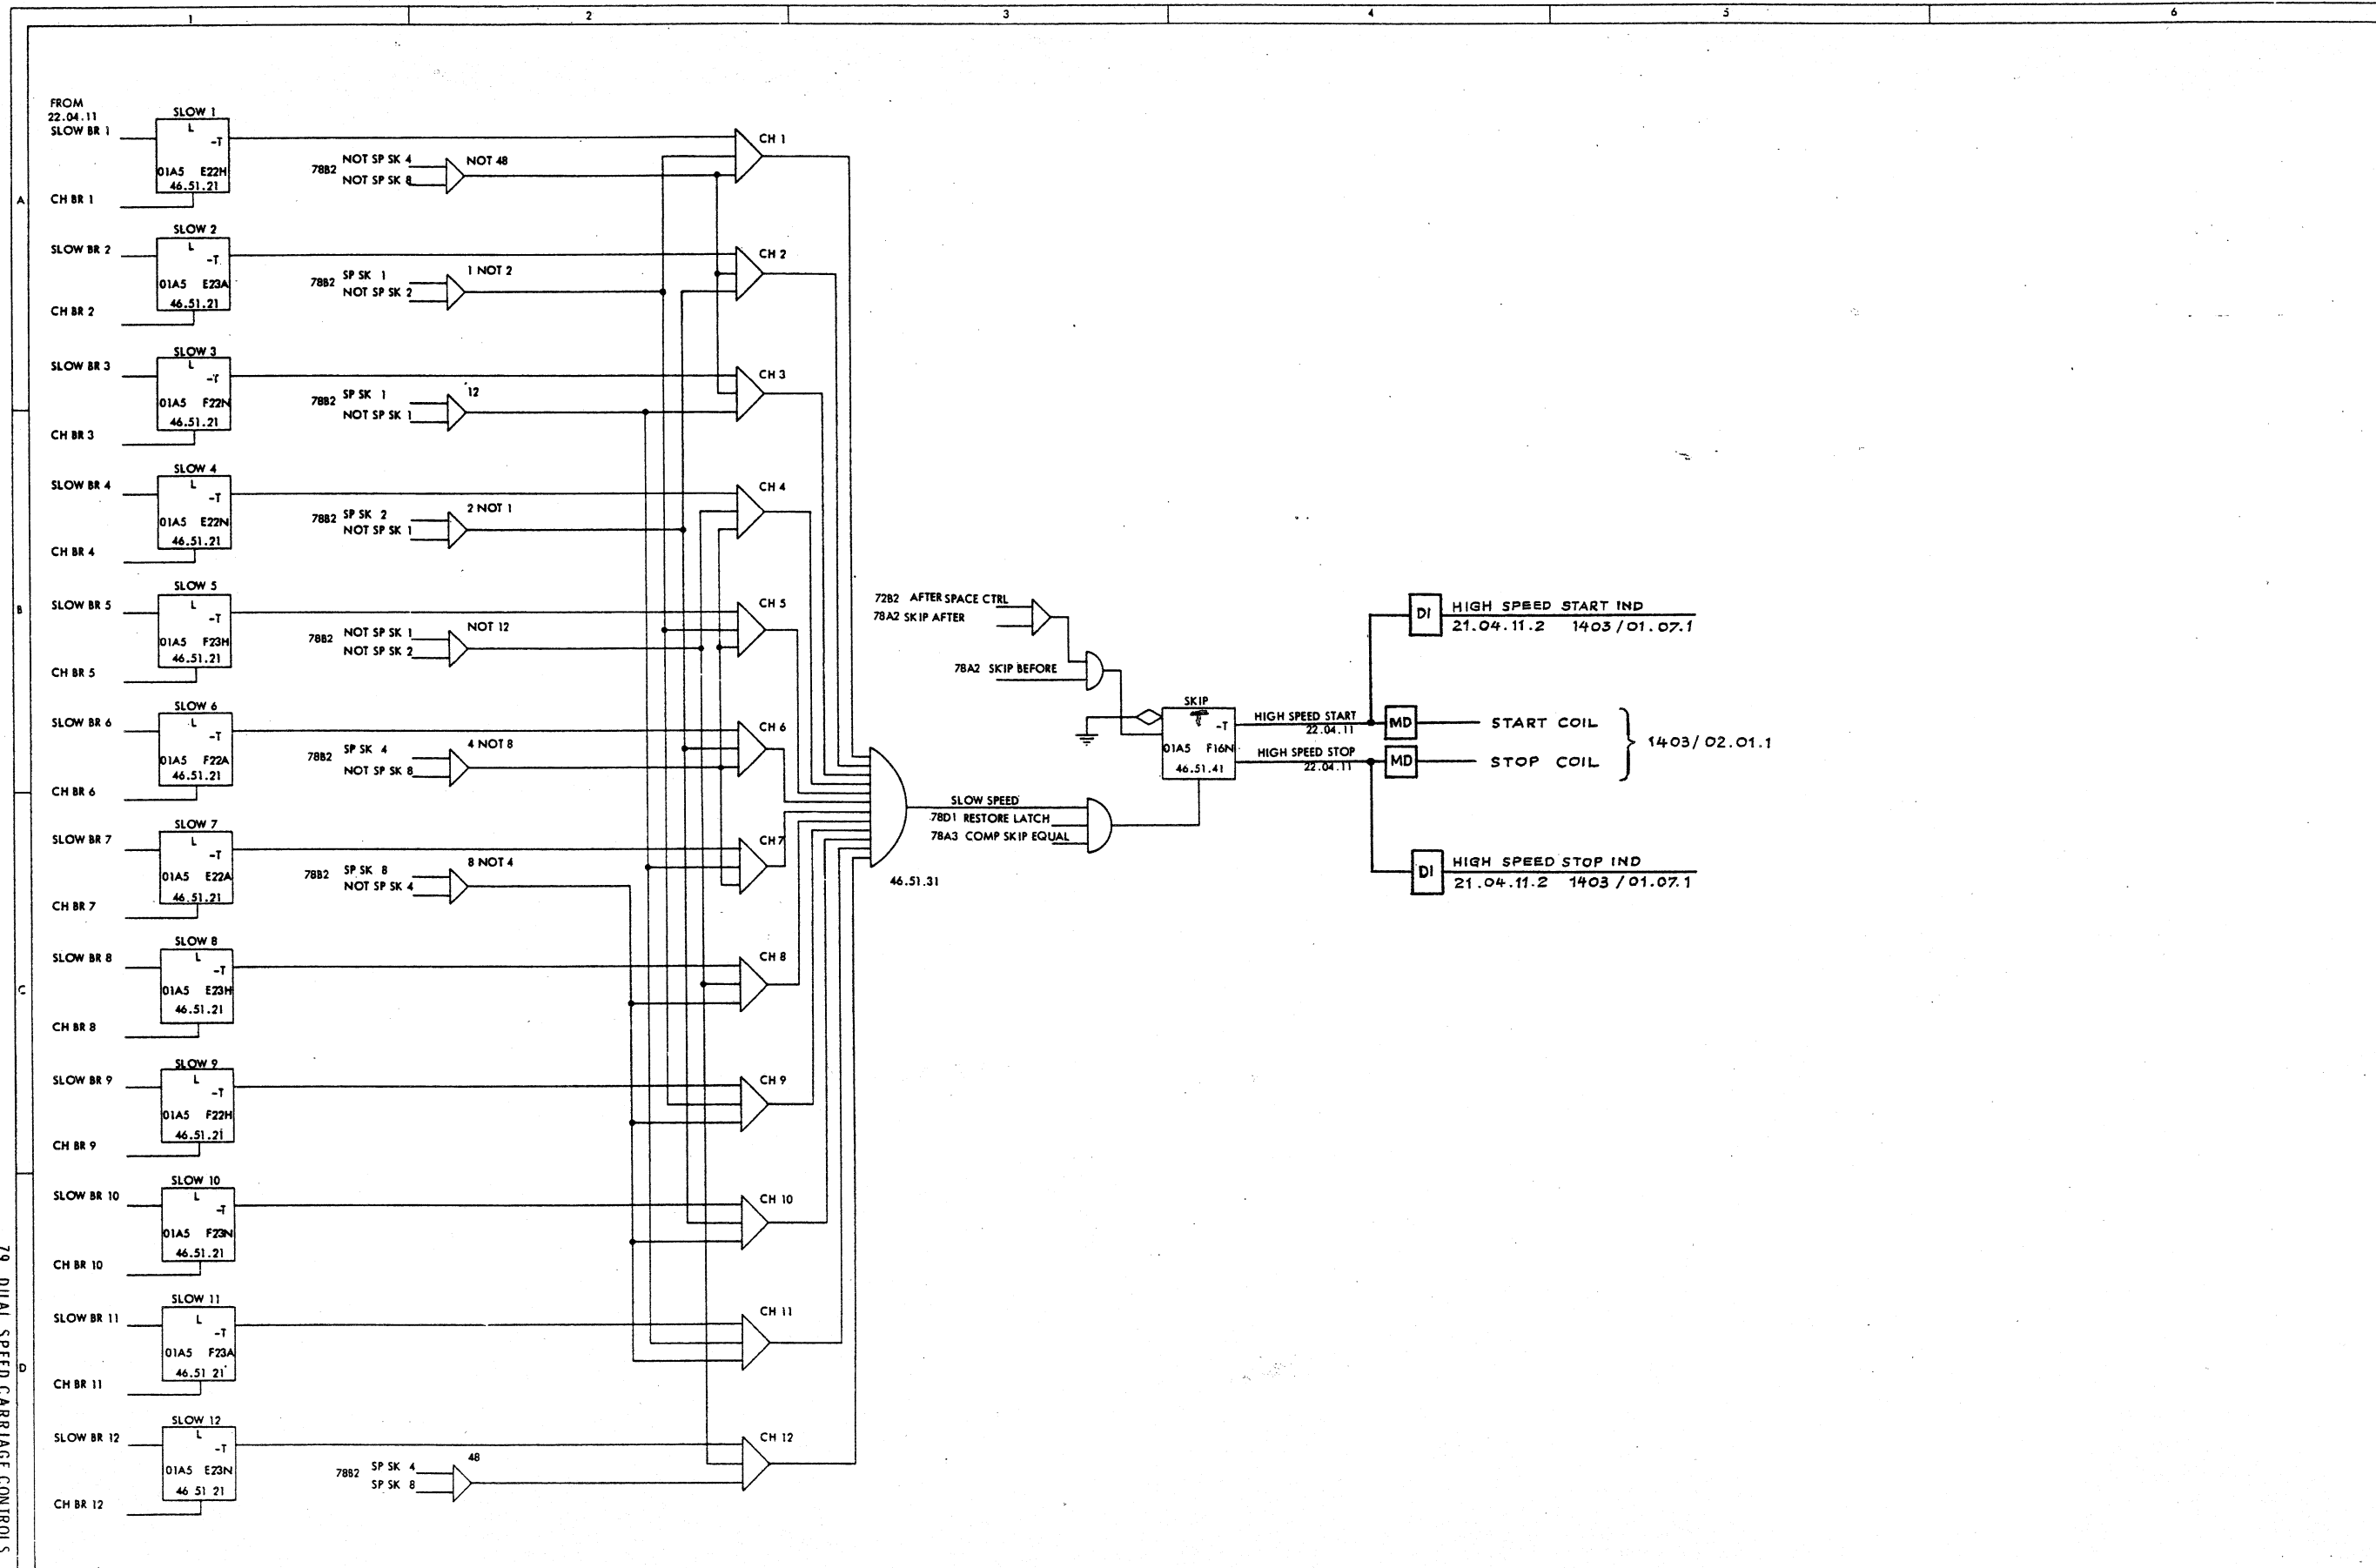 1 2 3 4 5 6
A
B
C
D
79 DUAL SPEED CARRIAGE CONTROLS
FROM
22.04.11
SLOW BR 1
SLOW 1
L
-T
01A5 E22H
46.51.21
CH BR 1
78B2 NOT SP SK 4
NOT SP SK 8
NOT 48
CH 1
SLOW BR 2
SLOW 2
L
-T
01A5 E23A
46.51.21
CH BR 2
78B2 SP SK 1
NOT SP SK 2
1 NOT 2
CH 2
SLOW BR 3
SLOW 3
L
-T
01A5 F22N
46.51.21
CH BR 3
78B2 SP SK 1
NOT SP SK 1
12
CH 3
SLOW BR 4
SLOW 4
L
-T
01A5 E22N
46.51.21
CH BR 4
78B2 SP SK 2
NOT SP SK 1
2 NOT 1
CH 4
SLOW BR 5
SLOW 5
L
-T
01A5 F23H
46.51.21
CH BR 5
78B2 NOT SP SK 1
NOT SP SK 2
NOT 12
CH 5
SLOW BR 6
SLOW 6
L
-T
01A5 F22A
46.51.21
CH BR 6
78B2 SP SK 4
NOT SP SK 8
4 NOT 8
CH 6
SLOW BR 7
SLOW 7
L
-T
01A5 E22A
46.51.21
CH BR 7
78B2 SP SK 8
NOT SP SK 4
8 NOT 4
CH 7
SLOW BR 8
SLOW 8
L
-T
01A5 E23H
46.51.21
CH BR 8
CH 8
SLOW BR 9
SLOW 9
L
-T
01A5 F22H
46.51.21
CH BR 9
CH 9
SLOW BR 10
SLOW 10
L
-T
01A5 F23N
46.51.21
CH BR 10
CH 10
SLOW BR 11
SLOW 11
L
-T
01A5 F23A
46.51 21
CH BR 11
CH 11
SLOW BR 12
SLOW 12
L
-T
01A5 E23N
46 51 21
CH BR 12
78B2 SP SK 4
SP SK 8
48
CH 12
46.51.31
72B2 AFTER SPACE CTRL
78A2 SKIP AFTER
78A2 SKIP BEFORE
SLOW SPEED
78D1 RESTORE LATCH
78A3 COMP SKIP EQUAL
SKIP
T
-T
01A5 F16N
46.51.41
HIGH SPEED START
22.04.11
HIGH SPEED STOP
22.04.11
DI HIGH SPEED START IND
21.04.11.2 1403/01.07.1
MD START COIL
MD STOP COIL
1403/02.01.1
DI HIGH SPEED STOP IND
21.04.11.2 1403/01.07.1